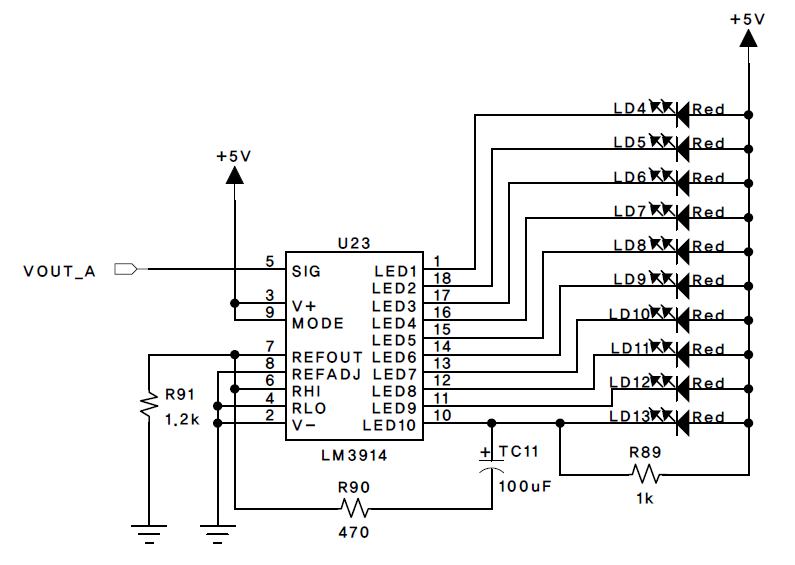 +5V
LD4 Red
LD5 Red
+5V
LD6 Red
LD7 Red
U23
LD8 Red
VOUT_A
5 SIG LED1 1
LED2 18
LD9 Red
3 V+ LED3 17
9 MODE LED4 16
LD10 Red
LED5 15
7 REFOUT LED6 14
LD11 Red
8 REFADJ LED7 13
6 RHI LED8 12
LD12 Red
R91
4 RLO LED9 11
1.2k
2 V- LED10 10
LD13 Red
LM3914
+ TC11
R89
R90
100uF
1k
470